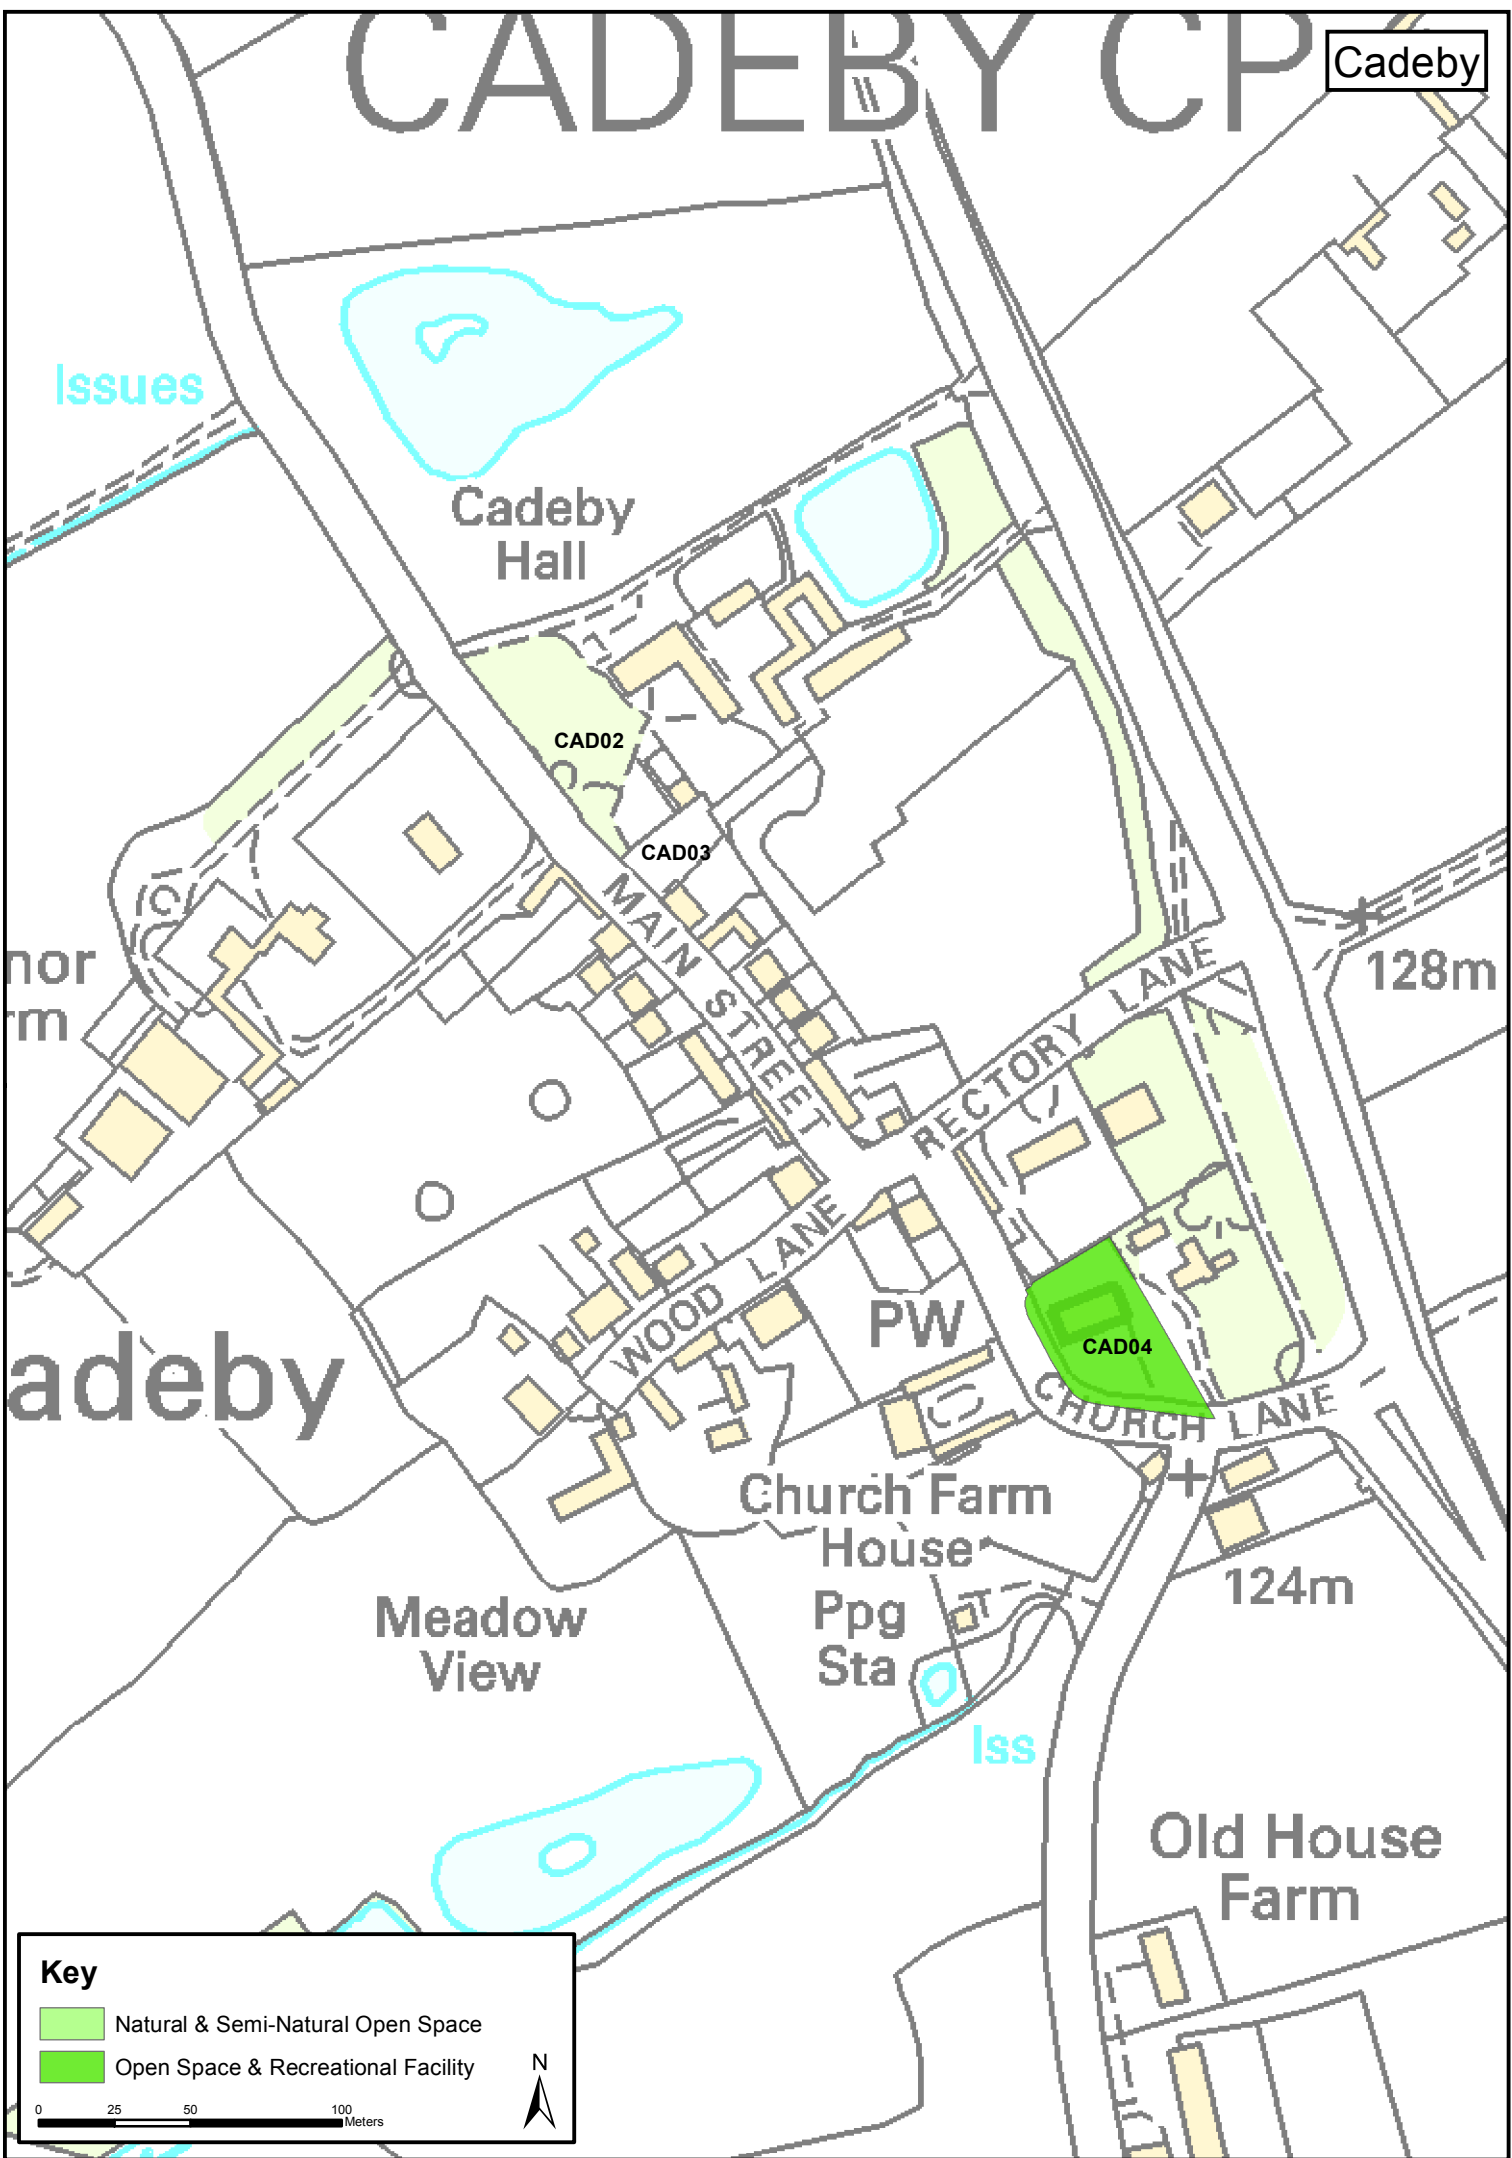 CADEBY CP
Cadeby
Issues
Cadeby
Hall
CAD02
CAD03
MAIN STREET
nor
rm
128m
RECTORY LANE
WOOD LANE
PW
CAD04
CHURCH LANE
adeby
Church Farm
House
124m
Meadow
View
Ppg
Sta
Iss
Old House
Farm
Key
Natural & Semi-Natural Open Space
Open Space & Recreational Facility
N
0 25 50 100
Meters